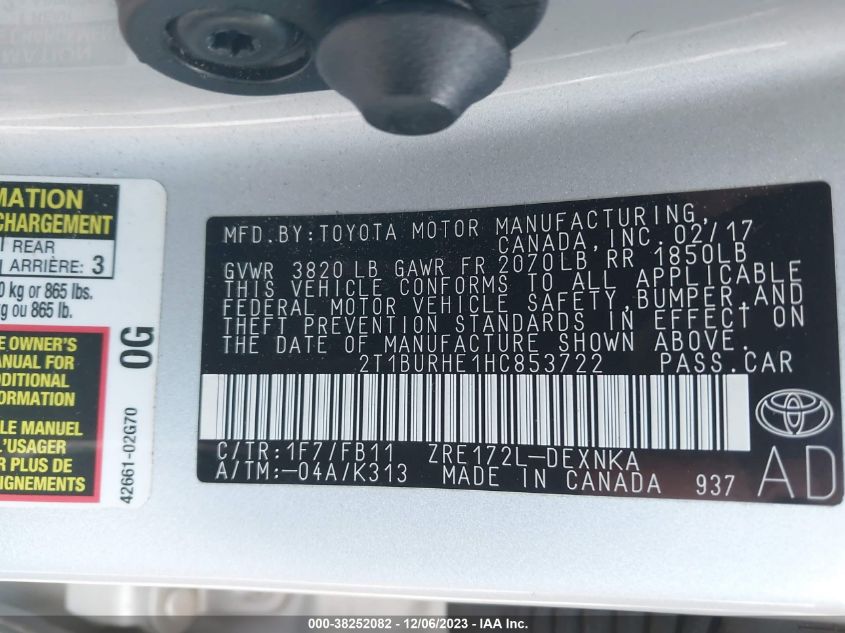 MATION
CHARGEMENT
REAR
ARRIÈRE: 3
kg or 865 lbs.
ou 865 lb.
OWNER'S
MANUAL FOR
DDITIONAL
FORMATION
LE MANUEL
L'USAGER
R PLUS DE
IGNEMENTS
OG
42661-02G70
MFD. BY: TOYOTA MOTOR MANUFACTURING,
CANADA, INC. 02/17
GVWR 3820 LB GAWR FR 2070LB, RR 1850LB
THIS VEHICLE CONFORMS TO ALL APPLICABLE
FEDERAL MOTOR VEHICLE SAFETY, BUMPER, AND
THEFT PREVENTION STANDARDS IN EFFECT ON
THE DATE OF MANUFACTURE SHOWN ABOVE.
2T1BURHE1HC853722 PASS. CAR
C/TR: 1F7/FB11 ZRE172L-DEXNKA
A/TM: -04A/K313 MADE IN CANADA 937
AD
000-38252082 - 12/06/2023 - IAA, Inc.